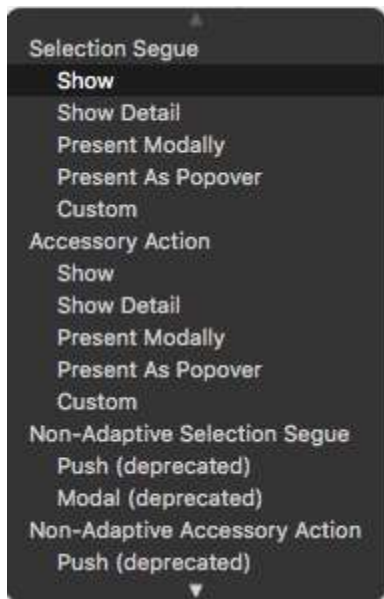 Selection Segue
Show
Show Detail
Present Modally
Present As Popover
Custom
Accessory Action
Show
Show Detail
Present Modally
Present As Popover
Custom
Non-Adaptive Selection Segue
Push (deprecated)
Modal (deprecated)
Non-Adaptive Accessory Action
Push (deprecated)